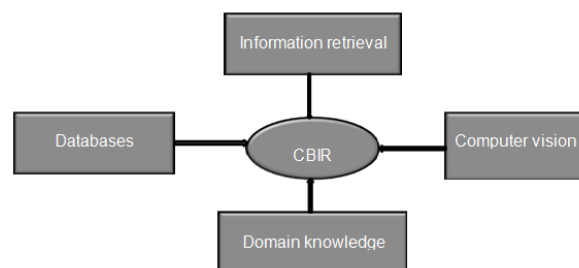 Information retrieval
Databases
CBIR
Computer vision
Domain knowledge